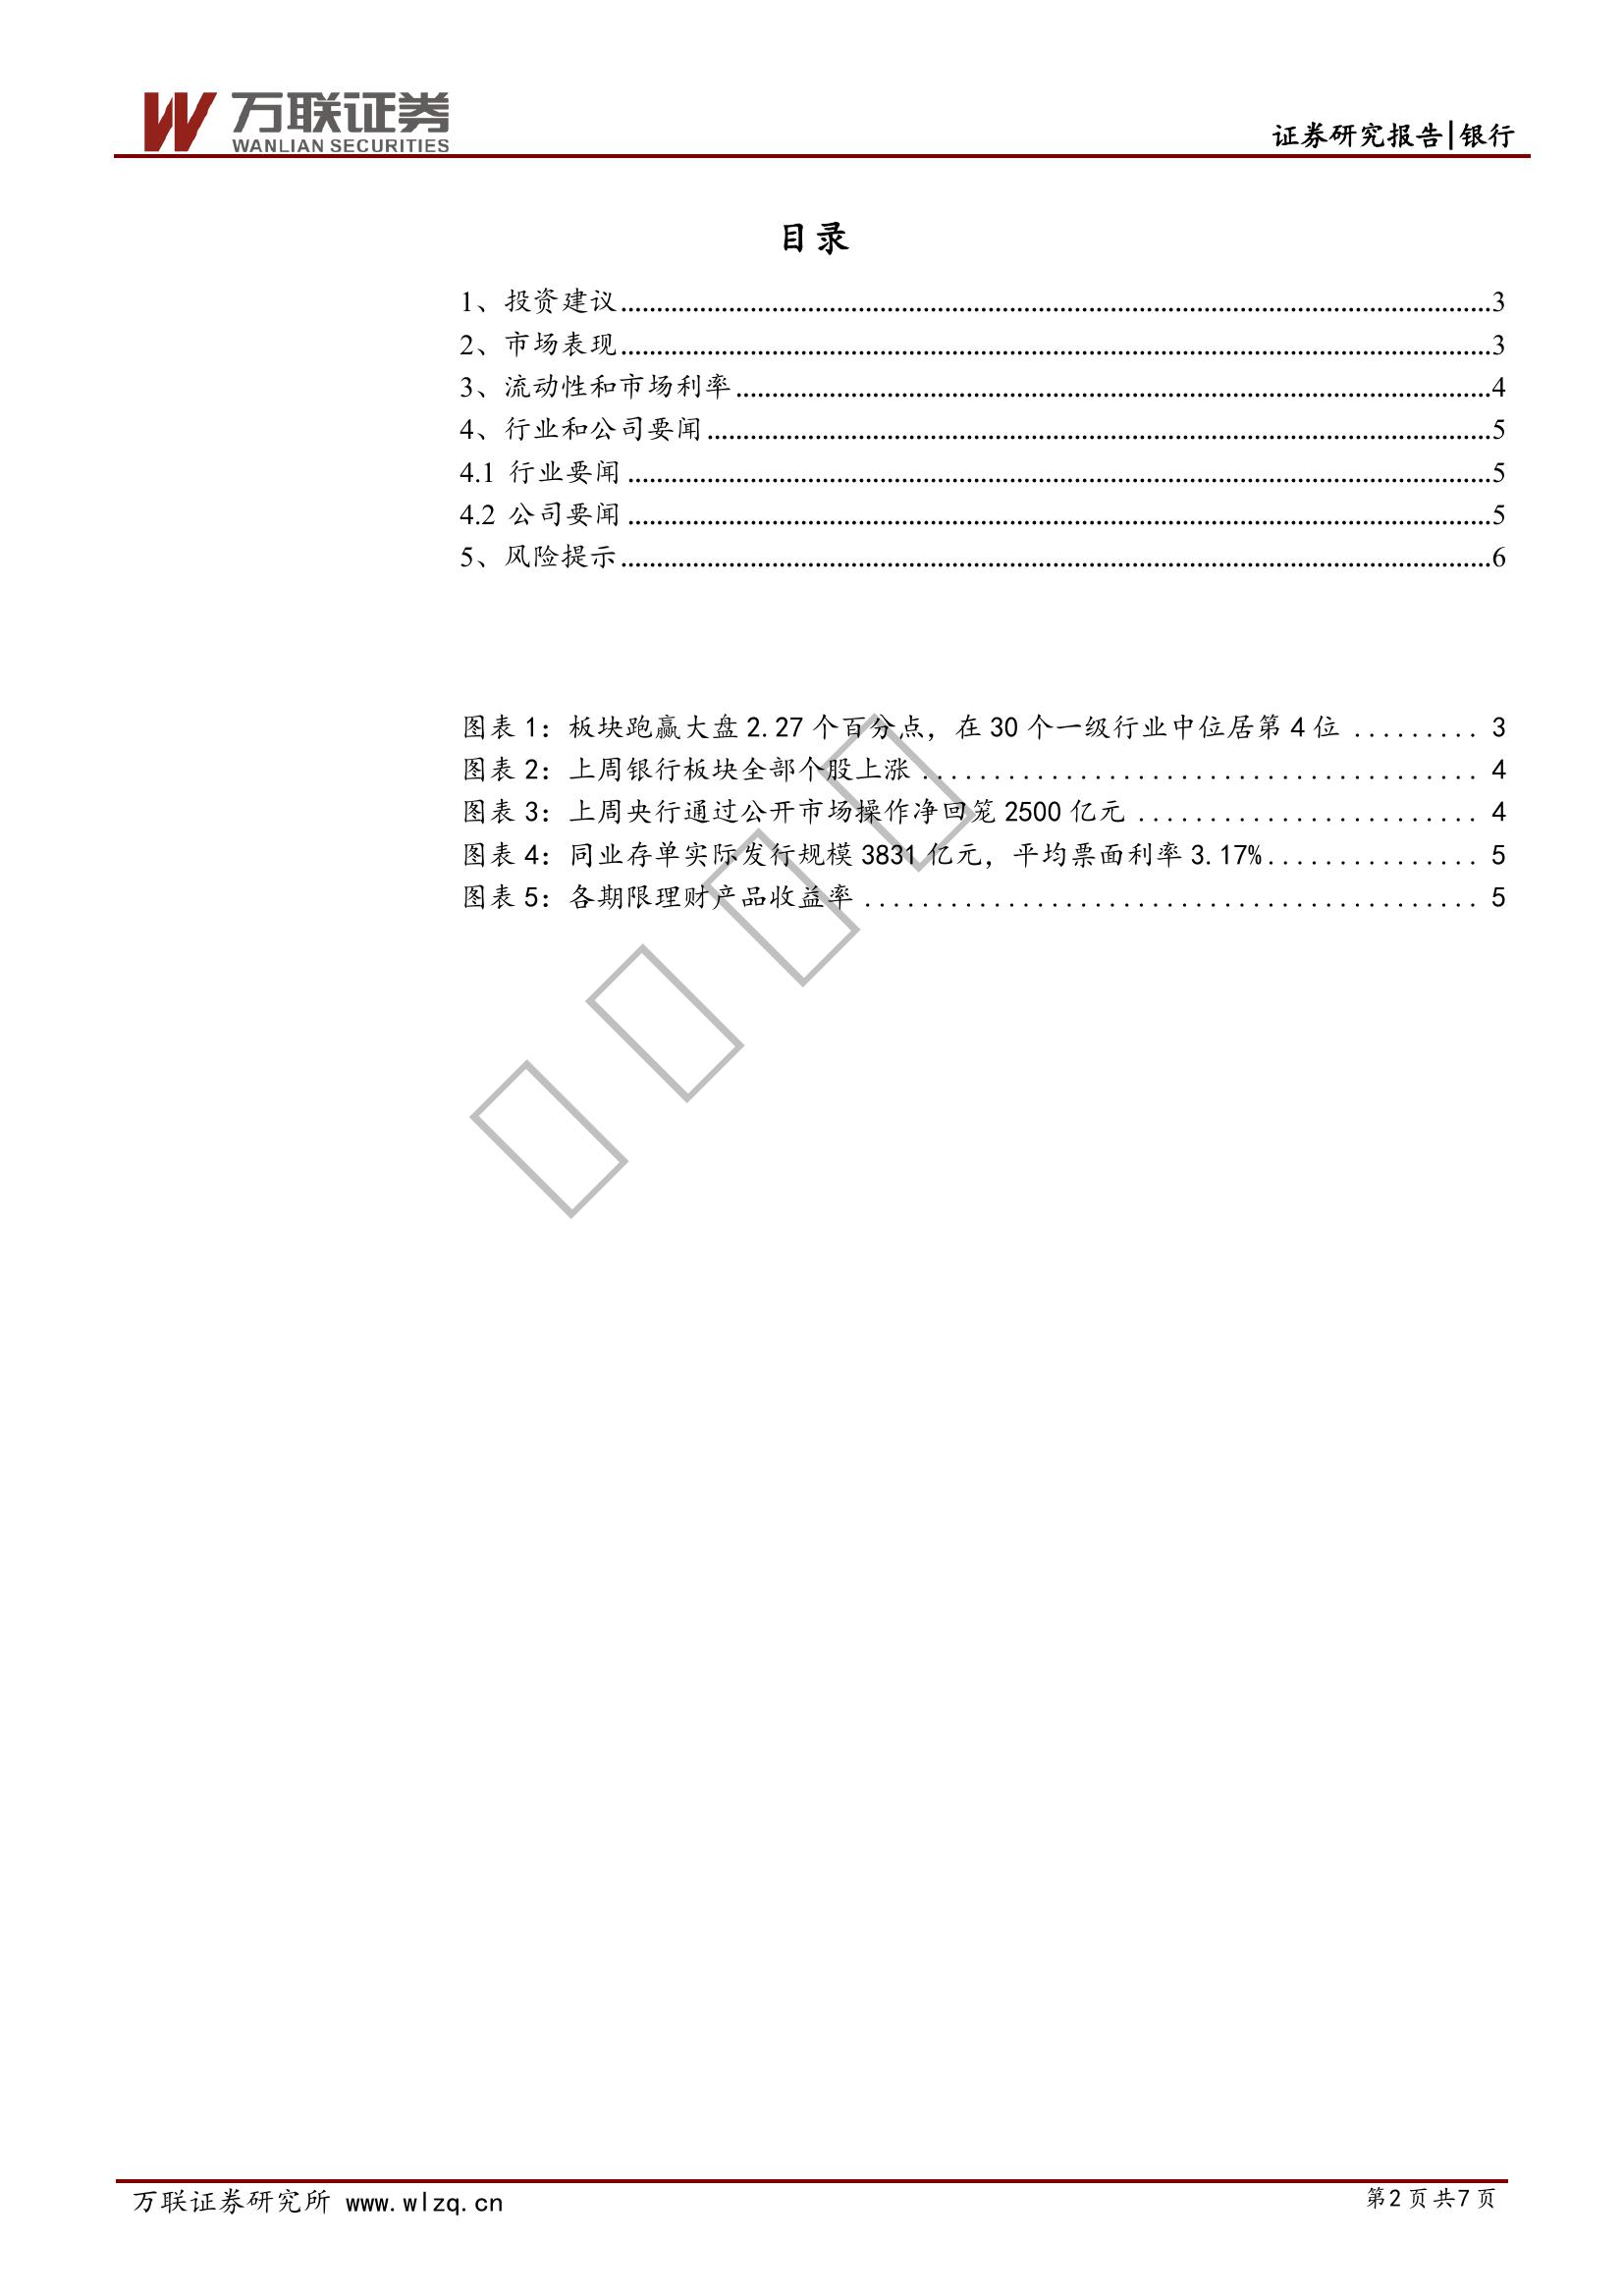 万联证券
WANLIAN SECURITIES
证券研究报告|银行
目录
1、投资建议...3
2、市场表现...3
3、流动性和市场利率...4
4、行业和公司要闻...5
4.1 行业要闻...5
4.2 公司要闻...5
5、风险提示...6
图表 1：板块跑赢大盘 2.27 个百分点，在 30 个一级行业中位居第 4 位......... 3
图表 2：上周银行板块全部个股上涨... 4
图表 3：上周央行通过公开市场操作净回笼 2500 亿元... 4
图表 4：同业存单实际发行规模 3831 亿元，平均票面利率 3.17%... 5
图表 5：各期限理财产品收益率... 5
万联证券研究所 www.wlzq.cn
第 2 页 共 7 页